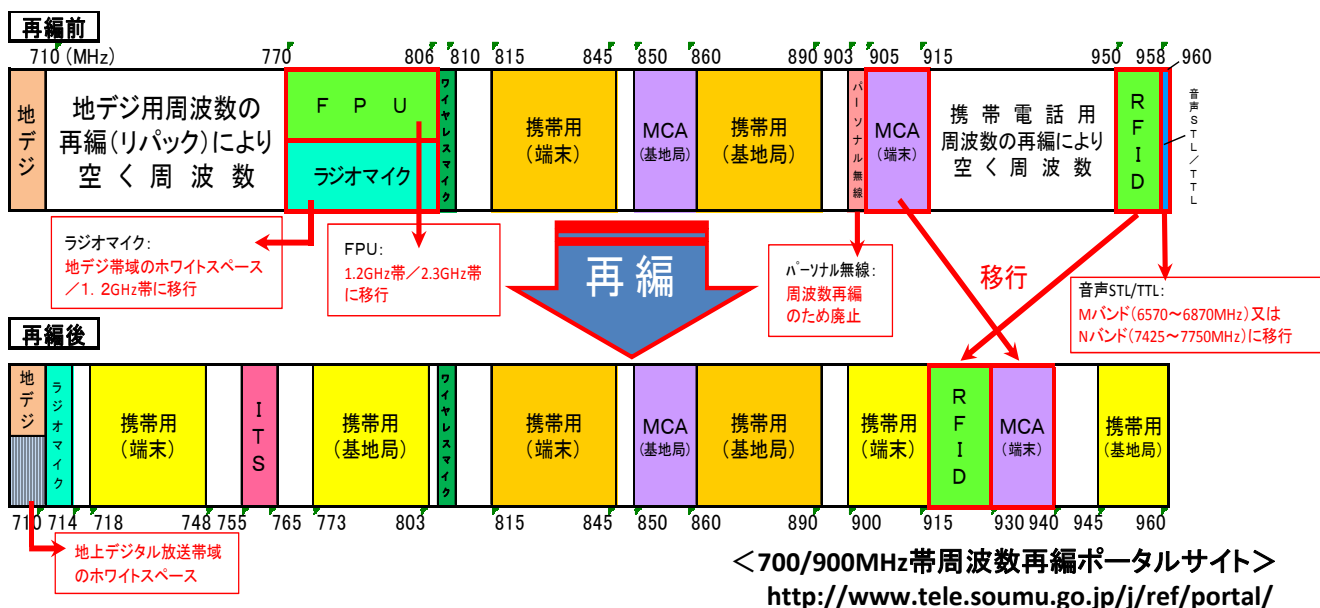 再編前
710 (MHz) 770 806 810 815 845 850 860 890 903 905 915 950 958 960
地デジ
地デジ用周波数の
再編(リパック)により
空く周波数
FPU
ラジオマイク
ワイヤレスマイク
携帯用
(端末)
MCA
(基地局)
携帯用
(基地局)
パーソナル無線
MCA
(端末)
携帯電話用
周波数の再編により
空く周波数
RFID
音声STL/TTL
ラジオマイク:
地デジ帯域のホワイトスペース
/1.2GHz帯に移行
FPU:
1.2GHz帯/2.3GHz帯
に移行
再編
パーソナル無線:
周波数再編
のため廃止
移行
音声STL/TTL:
Mバンド(6570~6870MHz)又は
Nバンド(7425~7750MHz)に移行
再編後
地デジ
ラジオマイク
携帯用
(端末)
ITS
携帯用
(基地局)
ワイヤレスマイク
携帯用
(端末)
MCA
(基地局)
携帯用
(基地局)
携帯用
(端末)
RFID
MCA
(端末)
携帯用
(基地局)
710 714 718 748 755 765 773 803 815 845 850 860 890 900 915 930 940 945 960
地上デジタル放送帯域
のホワイトスペース
<700/900MHz帯周波数再編ポータルサイト>
http://www.tele.soumu.go.jp/j/ref/portal/